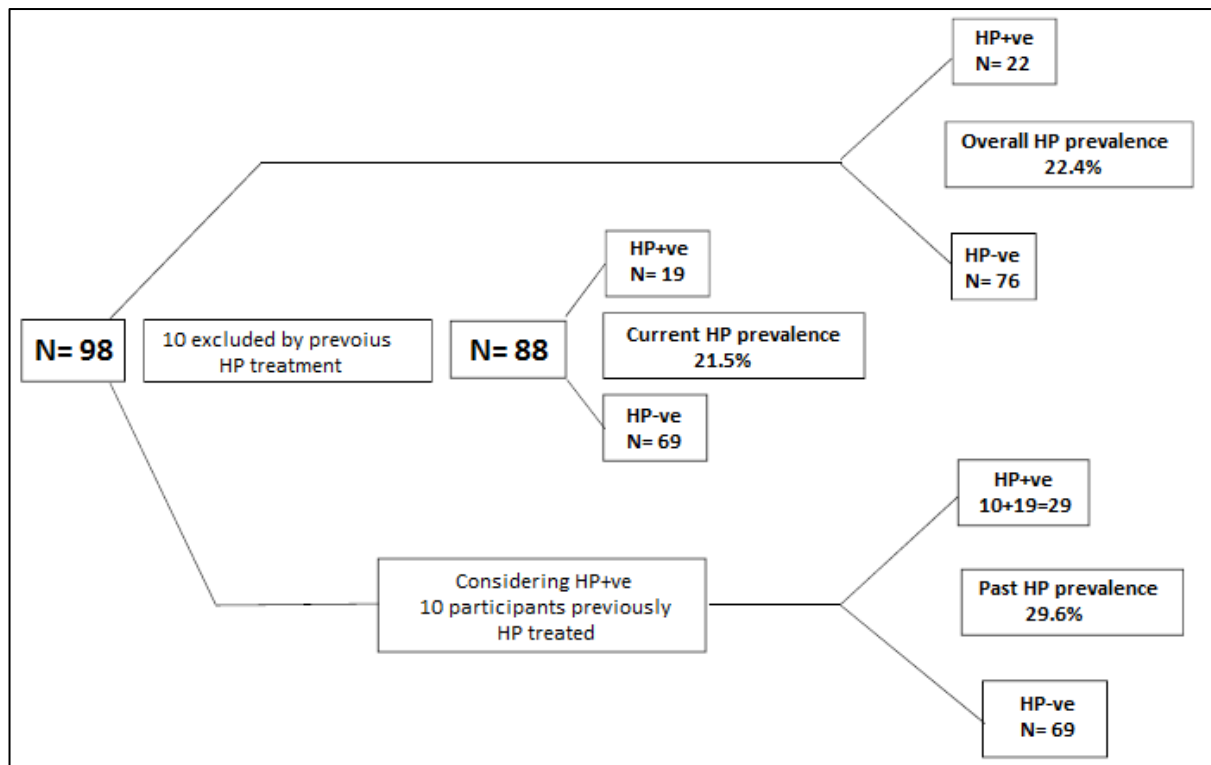 HP+ve
N= 22
Overall HP prevalence
22.4%
HP-ve
N= 76
HP+ve
N= 19
N= 98
10 excluded by prevoius
HP treatment
N= 88
Current HP prevalence
21.5%
HP-ve
N= 69
HP+ve
10+19=29
Considering HP+ve
10 participants previously
HP treated
Past HP prevalence
29.6%
HP-ve
N= 69